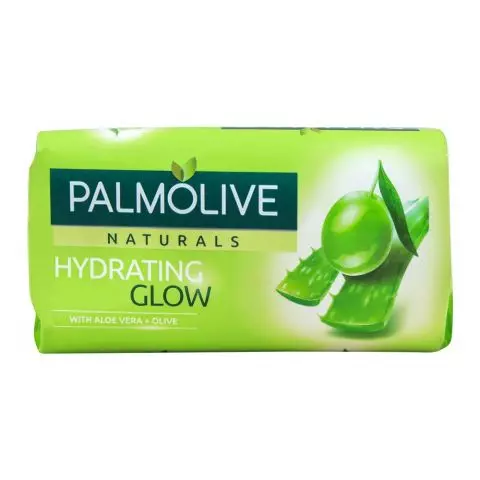 PALMOLIVE
NATURALS
HYDRATING
GLOW
WITH ALOE VERA + OLIVE